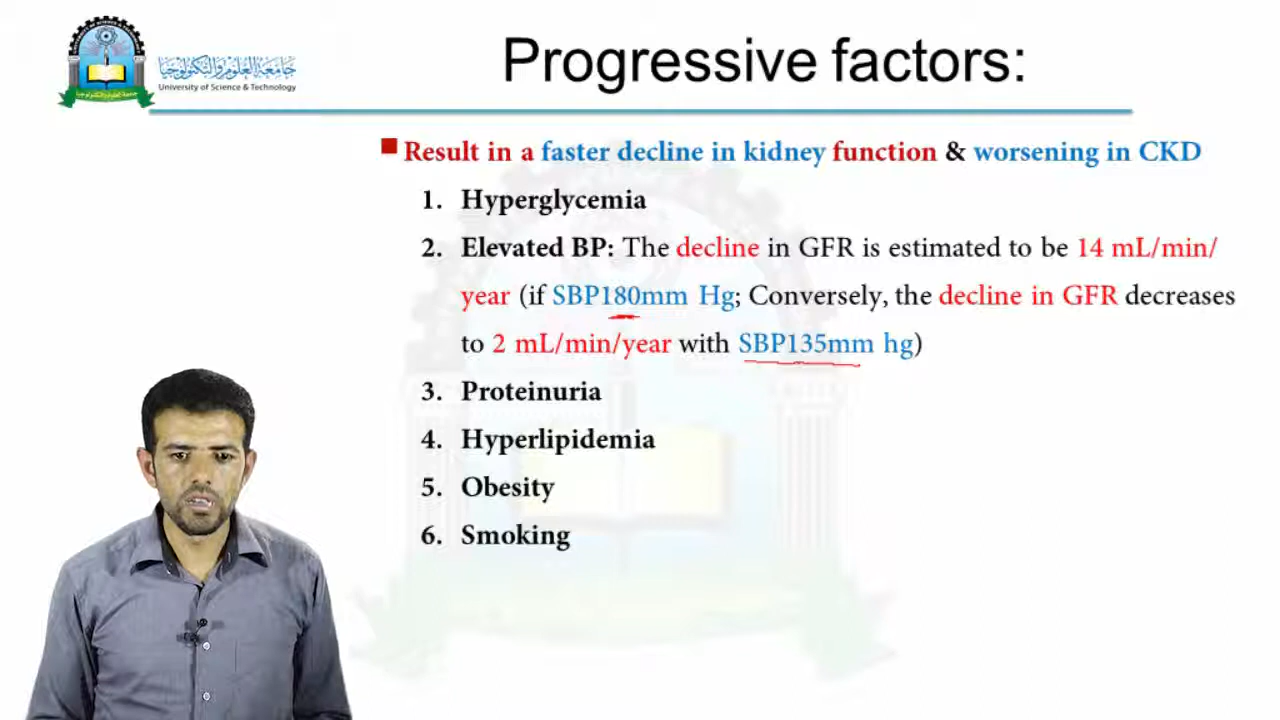 Progressive factors:
جامعة العلوم والتكنولوجيا
University of Science & Technology
Result in a faster decline in kidney function & worsening in CKD
1. Hyperglycemia
2. Elevated BP: The decline in GFR is estimated to be 14 mL/min/
year (if SBP180mm Hg; Conversely, the decline in GFR decreases
to 2 mL/min/year with SBP135mm hg)
3. Proteinuria
4. Hyperlipidemia
5. Obesity
6. Smoking